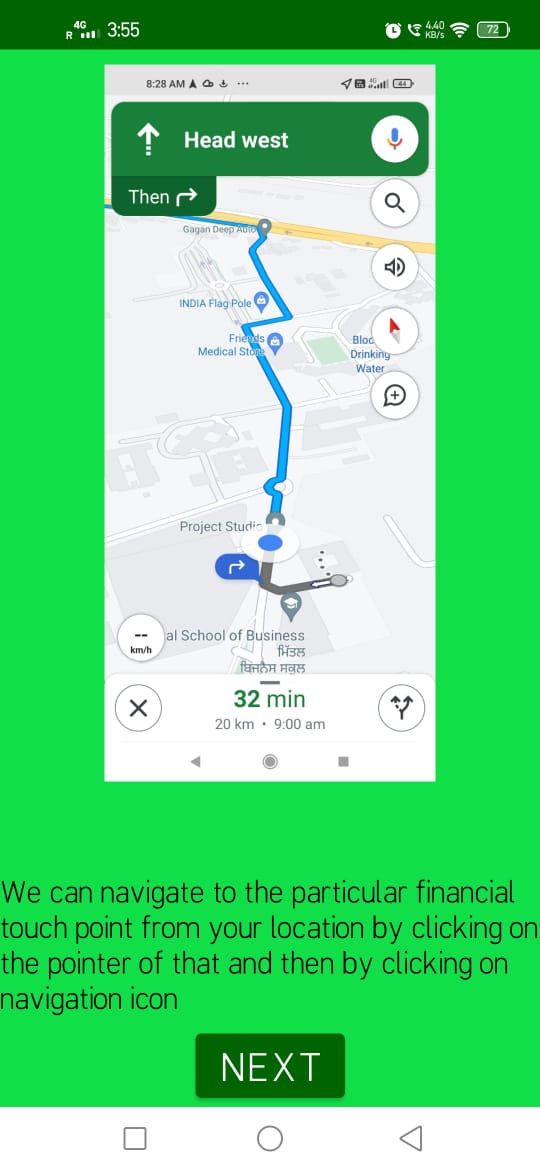 4G
R
3:55
4.40
KB/s
72
8:28 AM
4G
44
Head west
Then
Gagan Deep Auto
INDIA Flag Pole
Friends
Medical Store
Drinking
Water
Project Studio
--
km/h
al School of Business
ਮਿੱਤਲ
ਬਿਜਨੈਸ ਸਕੂਲ
32 min
20 km • 9:00 am
We can navigate to the particular financial
touch point from your location by clicking on
the pointer of that and then by clicking on
navigation icon
NEXT